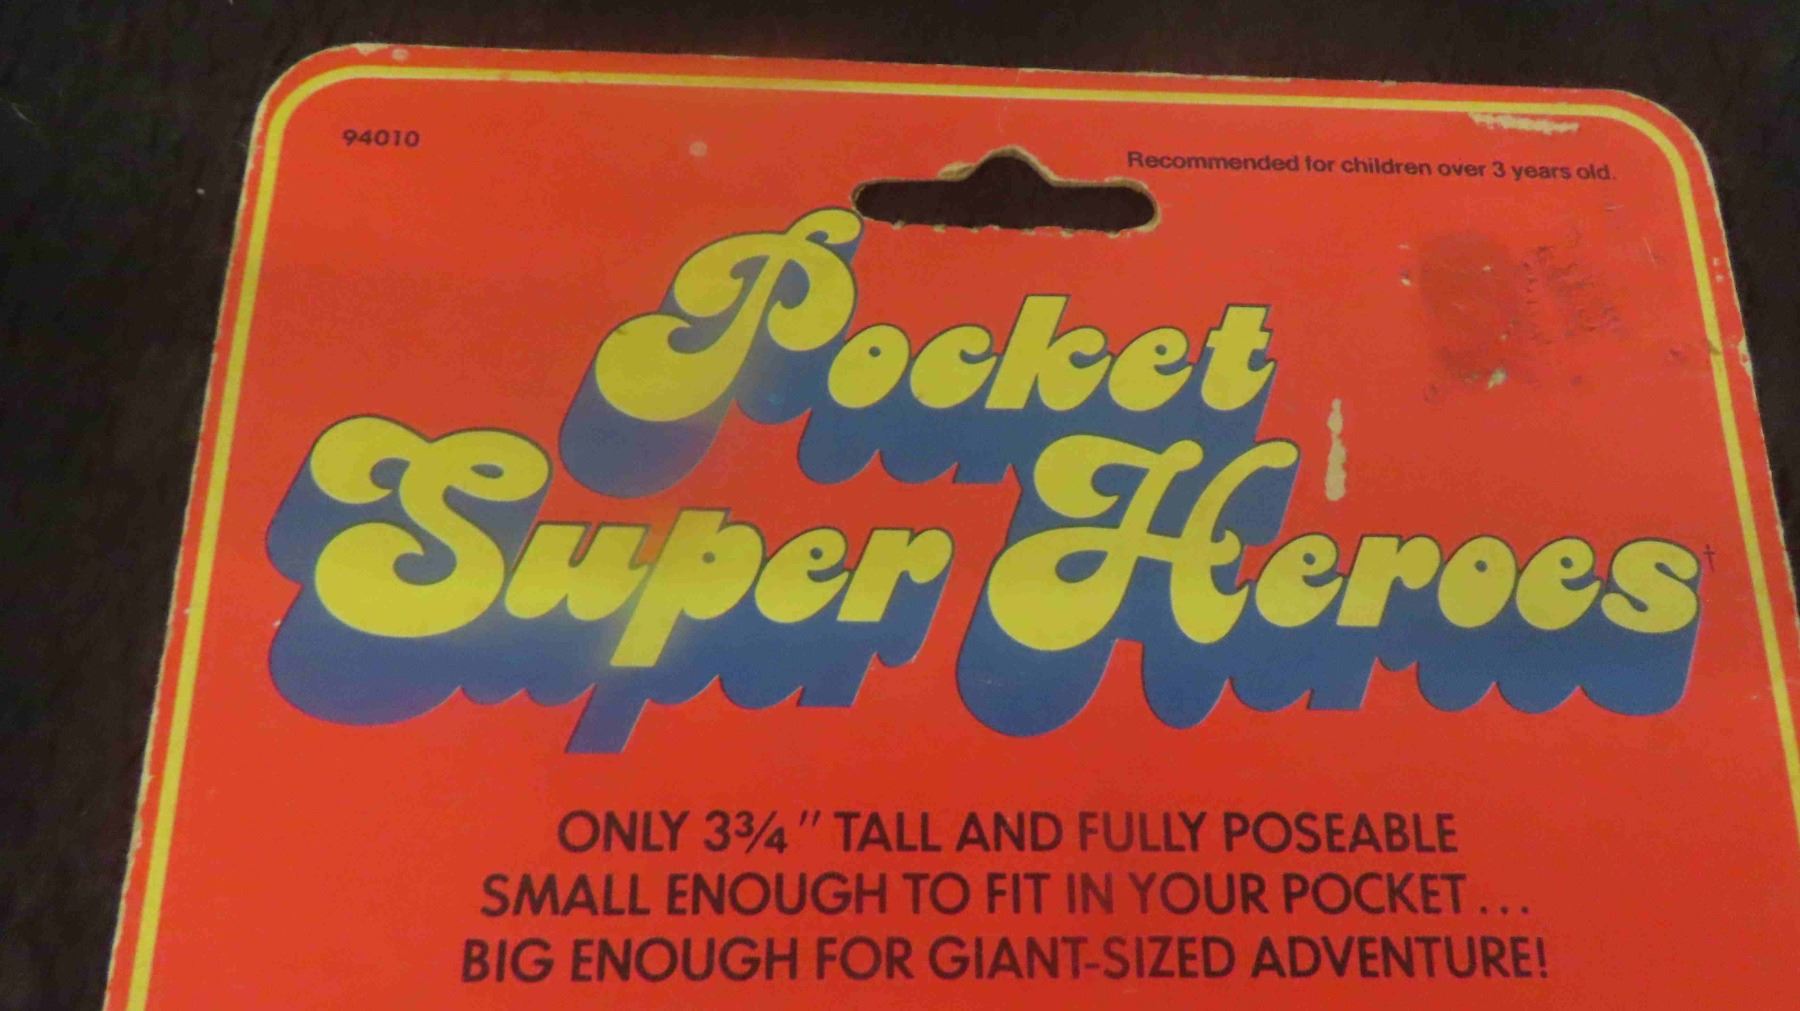 94010
Recommended for children over 3 years old.
Pocket
Super Heroes†
ONLY 3¾" TALL AND FULLY POSEABLE
SMALL ENOUGH TO FIT IN YOUR POCKET...
BIG ENOUGH FOR GIANT-SIZED ADVENTURE!